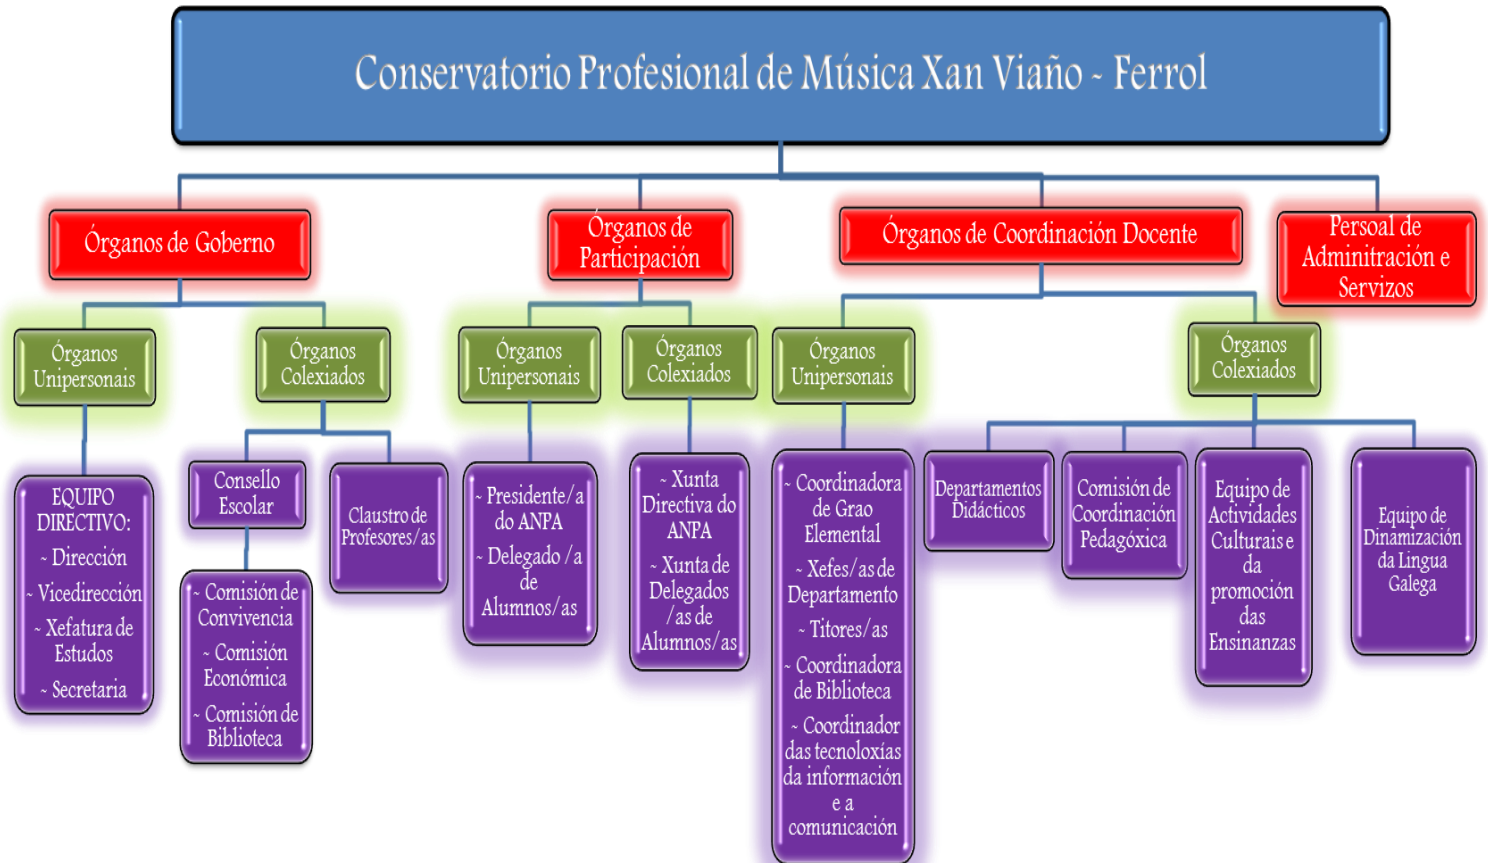 Conservatorio Profesional de Música Xan Viaño - Ferrol
Órganos de Goberno
Órganos de
Participación
Órganos de Coordinación Docente
Persoal de
Adminitración e
Servizos
Órganos
Unipersonais
Órganos
Colexiados
Órganos
Unipersonais
Órganos
Colexiados
Órganos
Unipersonais
Órganos
Colexiados
EQUIPO
DIRECTIVO:
~ Dirección
~ Vicedirección
~ Xefatura de
Estudos
~ Secretaria
Consello
Escolar
~ Comisión de
Convivencia
~ Comisión
Económica
~ Comisión de
Biblioteca
Claustro de
Profesores/as
~ Presidente/a
do ANPA
~ Delegado /a
de
Alumnos/as
~ Xunta
Directiva do
ANPA
~ Xunta de
Delegados
/as de
Alumnos/as
~ Coordinadora
de Grao
Elemental
~ Xefes/as de
Departamento
~ Titores/as
~ Coordinadora
de Biblioteca
~ Coordinador
das tecnoloxías
da información
e a
comunicación
Departamentos
Didácticos
Comisión de
Coordinación
Pedagóxica
Equipo de
Actividades
Culturais e
da
promoción
das
Ensinanzas
Equipo de
Dinamización
da Lingua
Galega